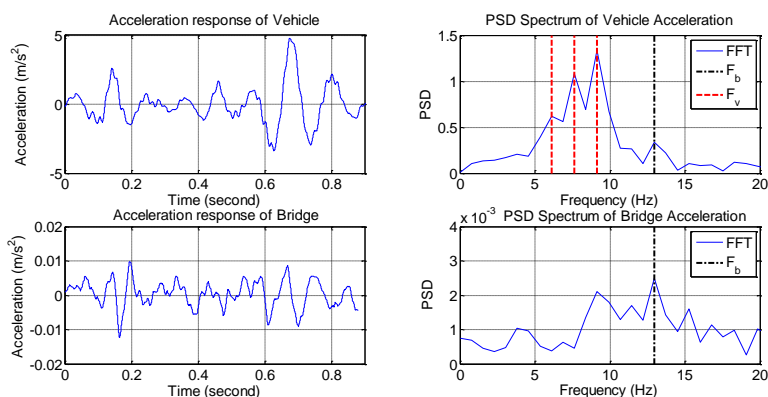 Acceleration response of Vehicle
Acceleration (m/s²)
5
0
-5
0 0.2 0.4 0.6 0.8
Time (second)
PSD Spectrum of Vehicle Acceleration
PSD
1.5
1
0.5
0
0 5 10 15 20
Frequency (Hz)
FFT
F_b
F_v
Acceleration response of Bridge
Acceleration (m/s²)
0.02
0.01
0
-0.01
-0.02
0 0.2 0.4 0.6 0.8
Time (second)
x 10⁻³ PSD Spectrum of Bridge Acceleration
PSD
4
3
2
1
0
0 5 10 15 20
Frequency (Hz)
FFT
F_b